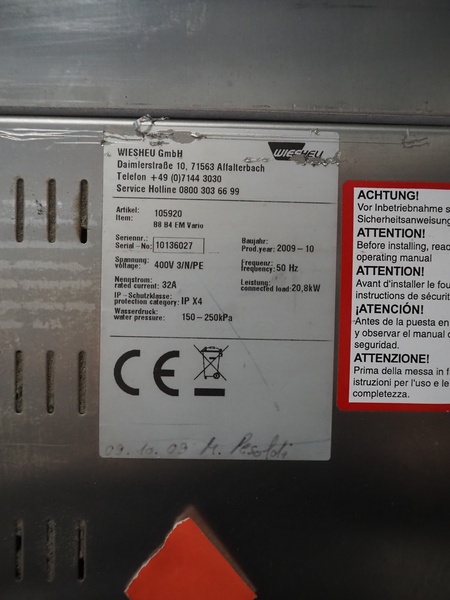 WIESHEU GmbH
Daimlerstraße 10, 71563 Affalterbach
Telefon +49 (0)7144 3030
Service Hotline 0800 303 66 99
WIESHEU
Artikel: 105920
Item: B8 B4 EM Vario
Seriennr.:
Serial-No: 10136027
Baujahr:
Prod.year: 2009-10
Spannung:
voltage: 400V 3/N/PE
Frequenz:
frequency: 50 Hz
Nennstrom:
rated current: 32A
Leistung:
connected load: 20,8kW
IP-Schutzklasse:
protection category: IP X4
Wasserdruck:
water pressure: 150-250kPa
CE
09.10.09 M.
ACHTUNG!
Vor Inbetriebnahme s
Sicherheitsanweisung
ATTENTION!
Before installing, read
operating manual
ATTENTION!
Avant d'installer le fou
instructions de sécurit
¡ATENCIÓN!
Antes de la puesta en
y observar el manual d
seguridad.
ATTENZIONE!
Prima della messa in f
istruzioni per l'uso e le
completezza.